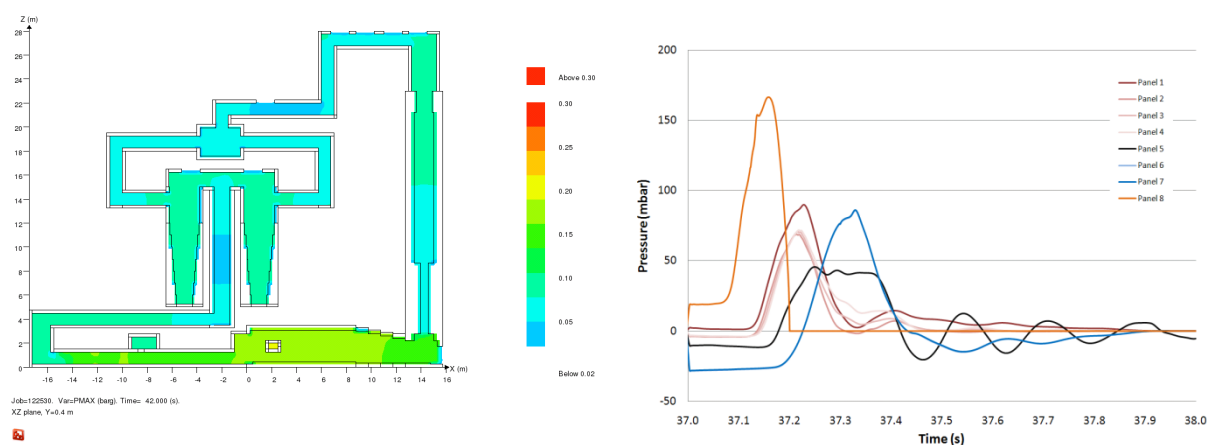 Z (m)
28
26
24
22
20
18
16
14
12
10
8
6
4
2
0
-16 -14 -12 -10 -8 -6 -4 -2 0 2 4 6 8 10 12 14 16
X (m)
Above 0.30
0.30
0.25
0.20
0.15
0.10
0.05
Below 0.02
Job=122530. Var=PMAX (barg). Time= 42.000 (s).
XZ plane, Y=0.4 m
200
150
100
50
0
-50
Pressure (mbar)
37.0 37.1 37.2 37.3 37.4 37.5 37.6 37.7 37.8 37.9 38.0
Time (s)
Panel 1
Panel 2
Panel 3
Panel 4
Panel 5
Panel 6
Panel 7
Panel 8